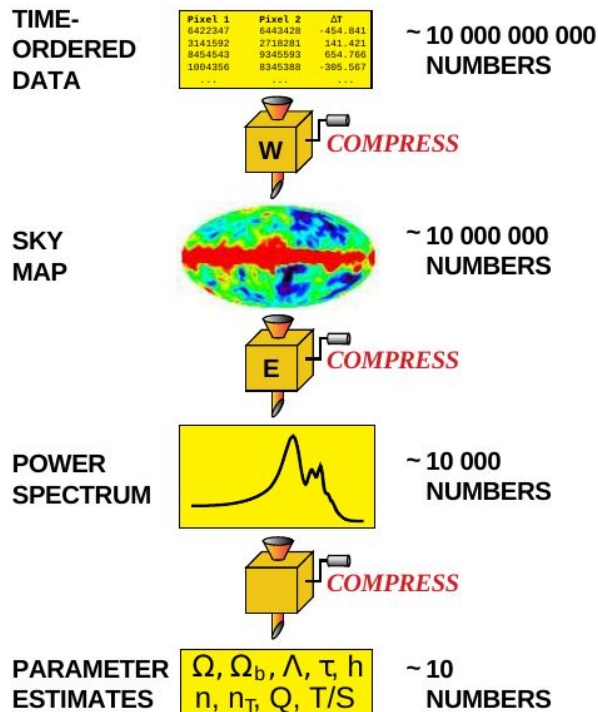 TIME-
ORDERED
DATA
Pixel 1 Pixel 2 ΔT
6422347 6443428 -454.841
3141592 2718281 141.421
8454543 9345593 654.766
1004356 8345388 -305.567
... ... ...
~ 10 000 000 000
NUMBERS
W
COMPRESS
SKY
MAP
~ 10 000 000
NUMBERS
E
COMPRESS
POWER
SPECTRUM
~ 10 000
NUMBERS
COMPRESS
PARAMETER
ESTIMATES
Ω, Ωb, Λ, τ, h
n, nT, Q, T/S
~ 10
NUMBERS